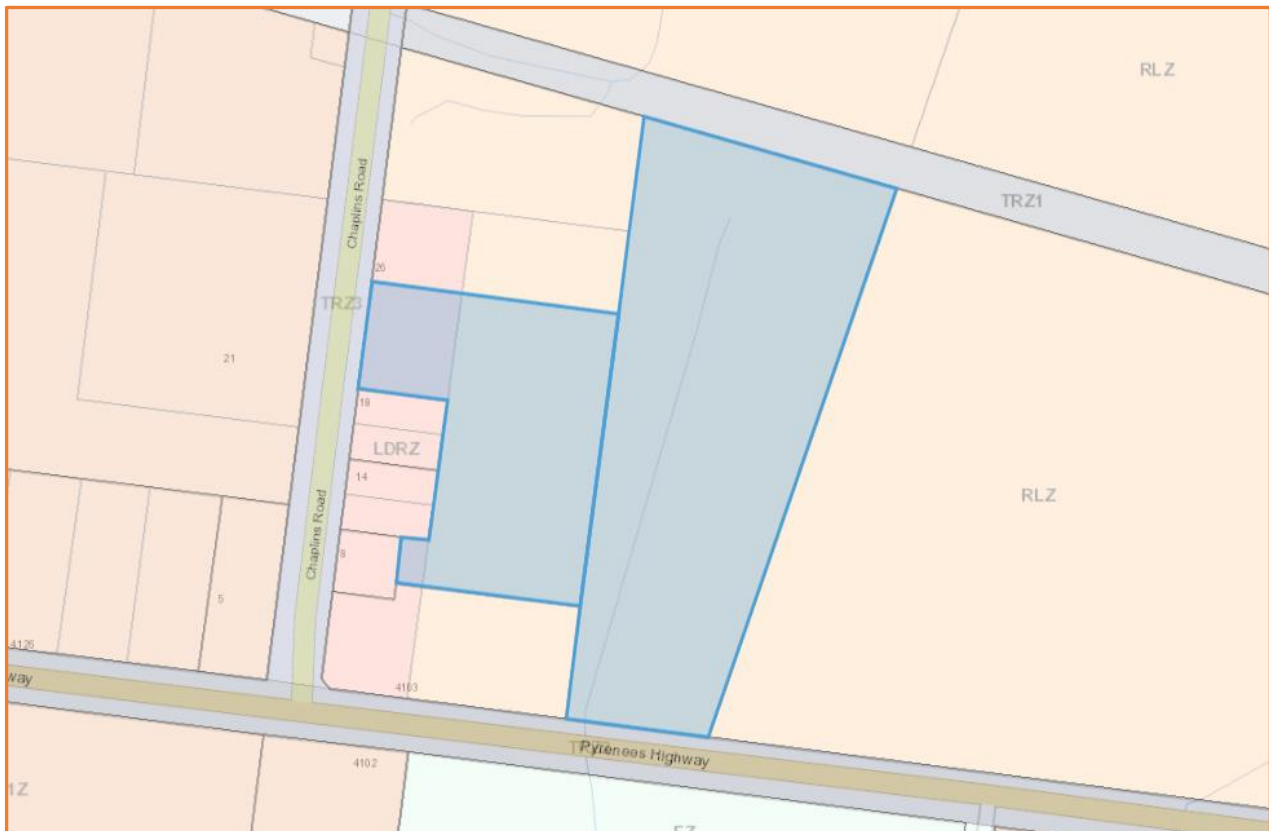 RLZ
TRZ1
Chaplins Road
26
TRZ3
21
19
LDRZ
14
RLZ
Chaplins Road
8
5
4126
way
4103
Pyrenees Highway
4102
1Z
FZ